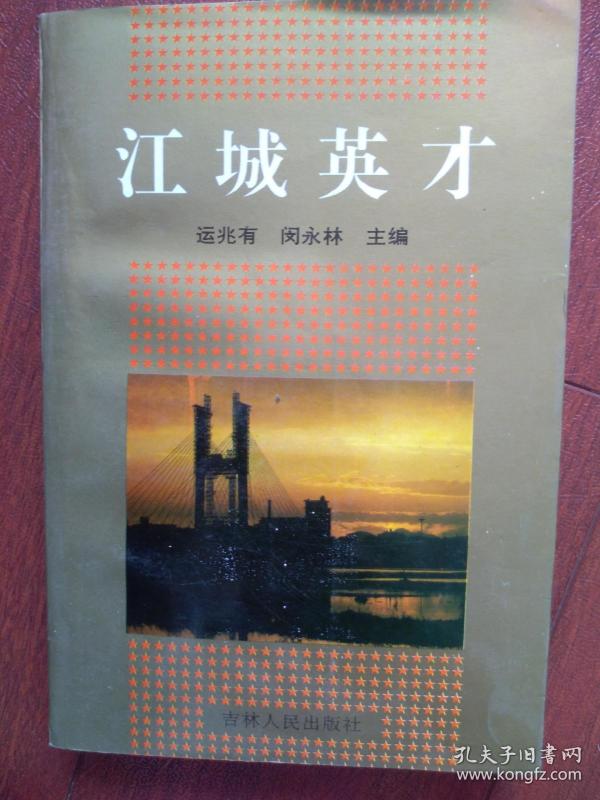 江城英才
运兆有 闵永林 主编
吉林人民出版社
孔夫子旧书网
www.kongfz.com